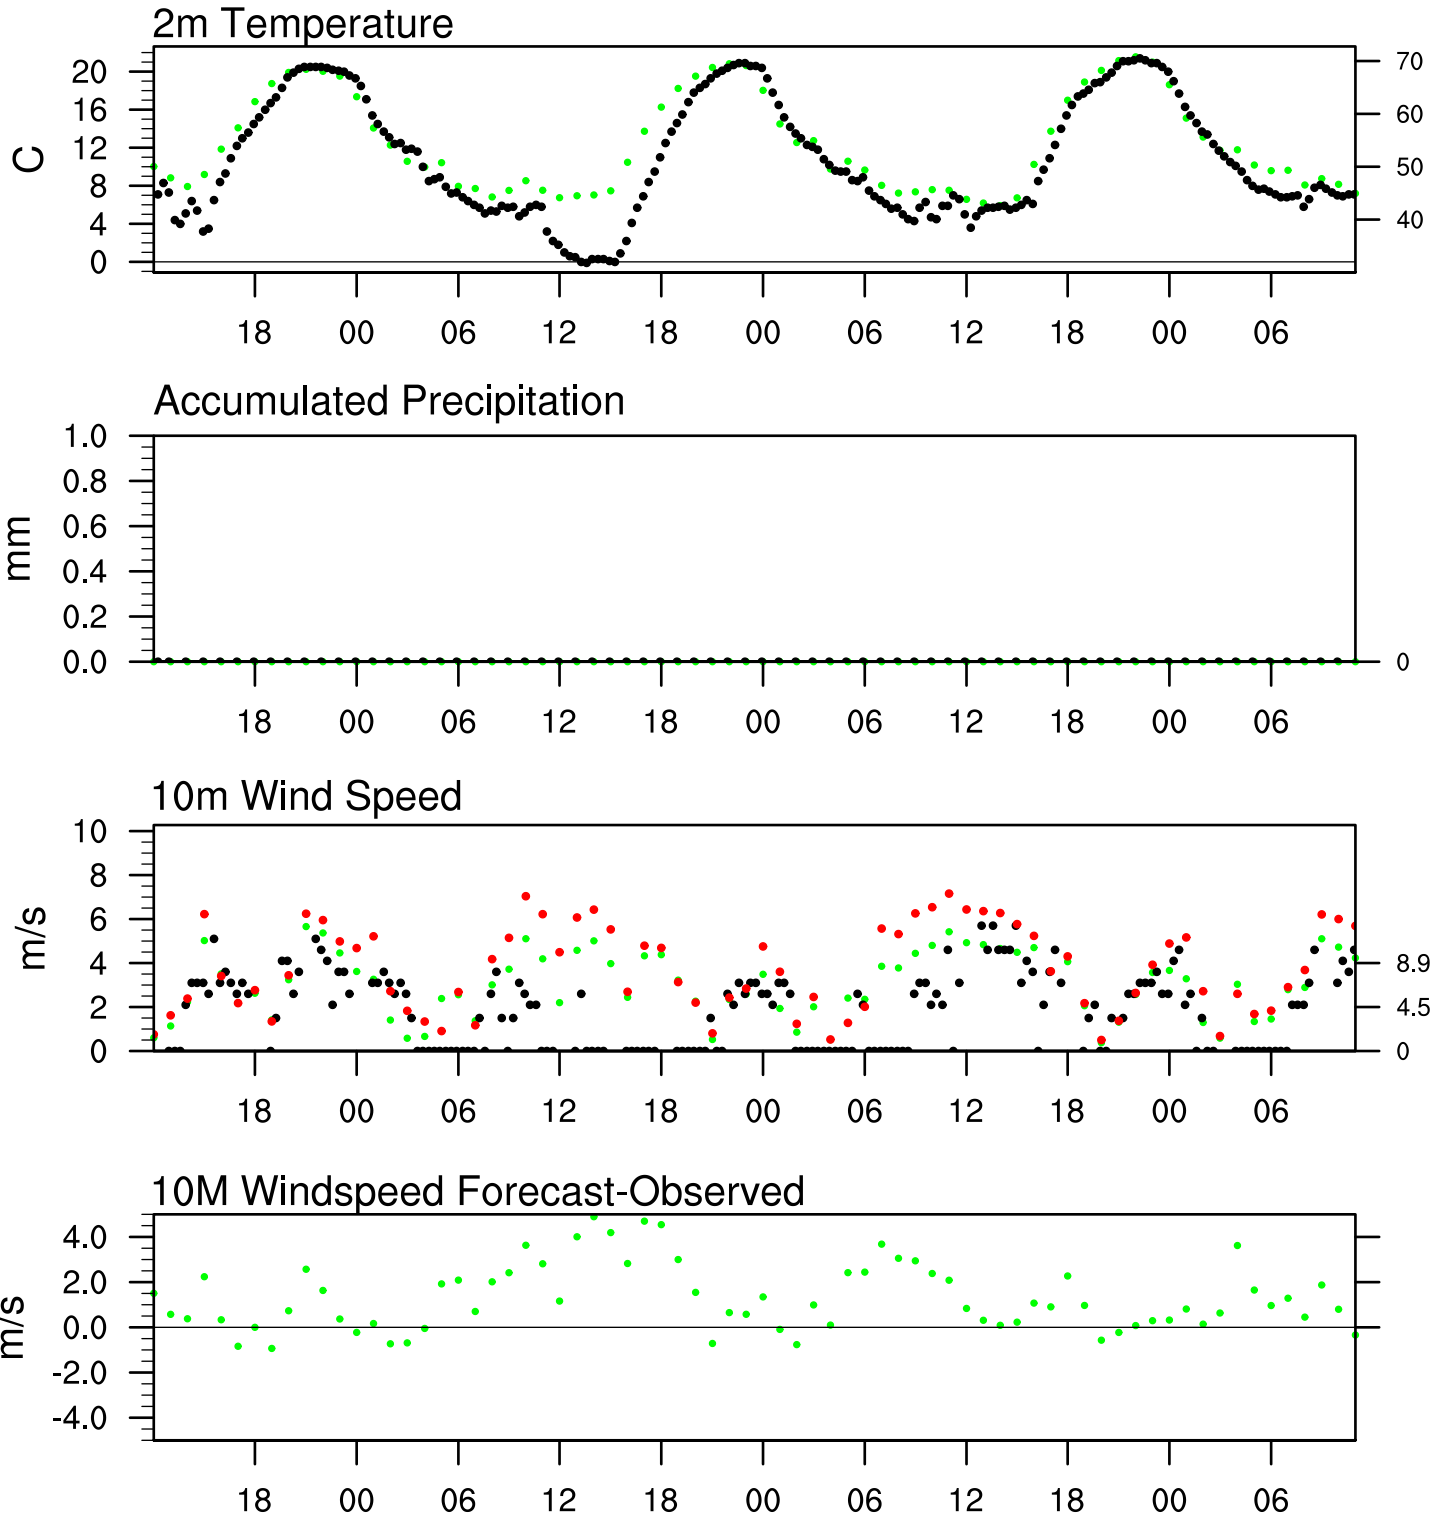 2m Temperature
20 70
16 60
12 50
8
4 40
0
C
18 00 06 12 18 00 06 12 18 00 06
Accumulated Precipitation
1.0
0.8
0.6
0.4
0.2
0.0 0
mm
18 00 06 12 18 00 06 12 18 00 06
10m Wind Speed
10
8
6
4 8.9
2 4.5
0 0
m/s
18 00 06 12 18 00 06 12 18 00 06
10M Windspeed Forecast-Observed
4.0
2.0
0.0
-2.0
-4.0
m/s
18 00 06 12 18 00 06 12 18 00 06